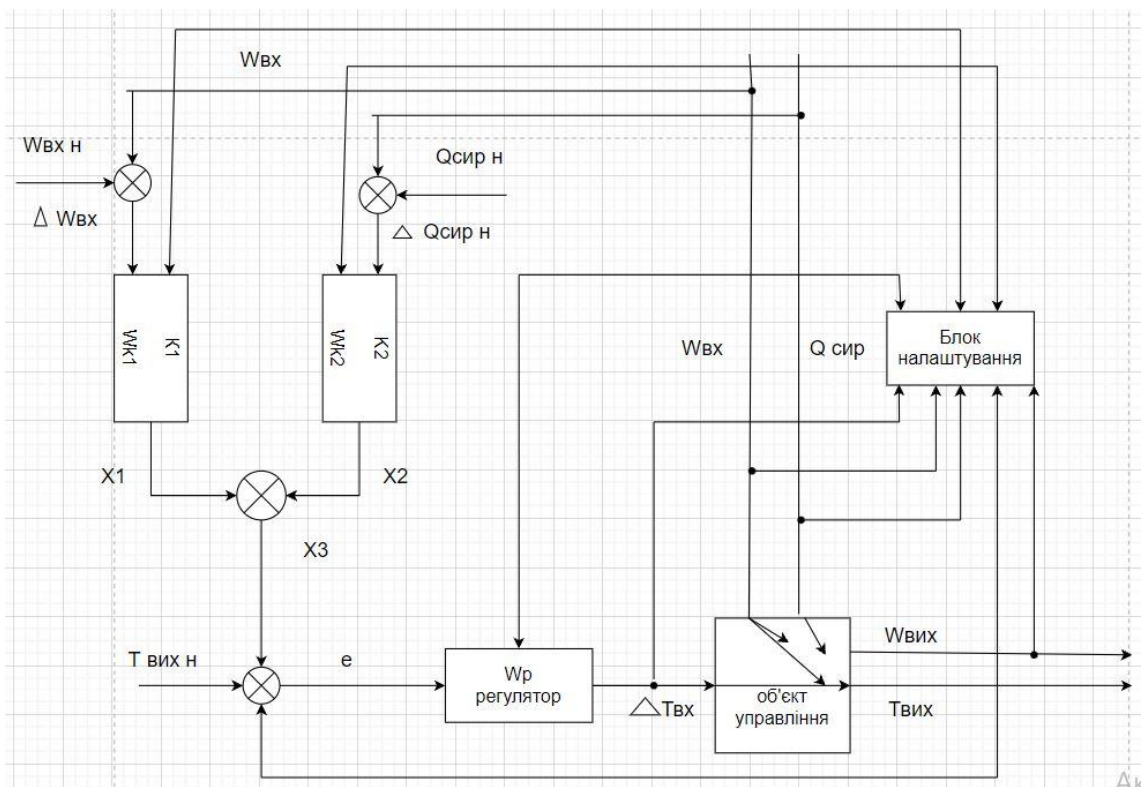 Wвх
Wвх н
Qсир н
Δ Wвх
△ Qсир н
Wk1
K1
Wk2
K2
Wвх
Q сир
Блок
налаштування
X1
X2
X3
T вих н
e
Wp
регулятор
△Tвх
об'єкт
управління
Wвих
Tвих
Ак